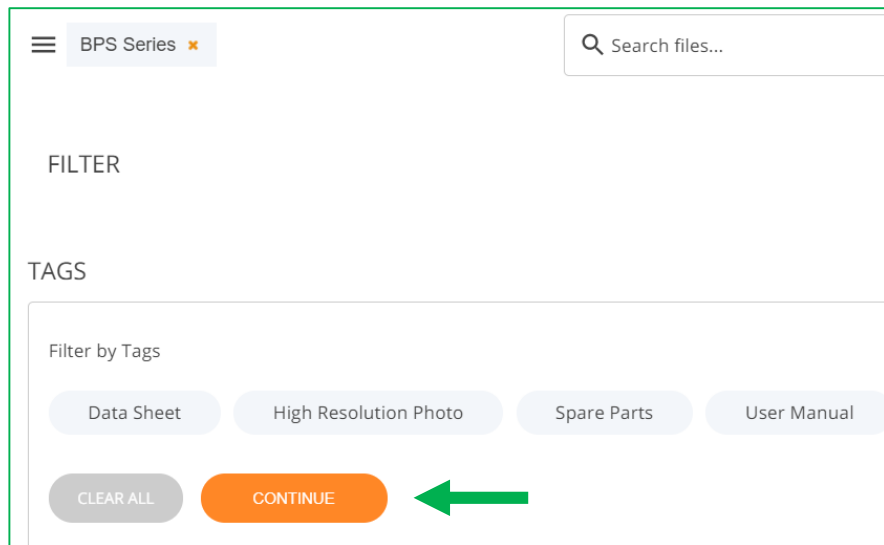 BPS Series ×
Search files...
FILTER
TAGS
Filter by Tags
Data Sheet High Resolution Photo Spare Parts User Manual
CLEAR ALL CONTINUE